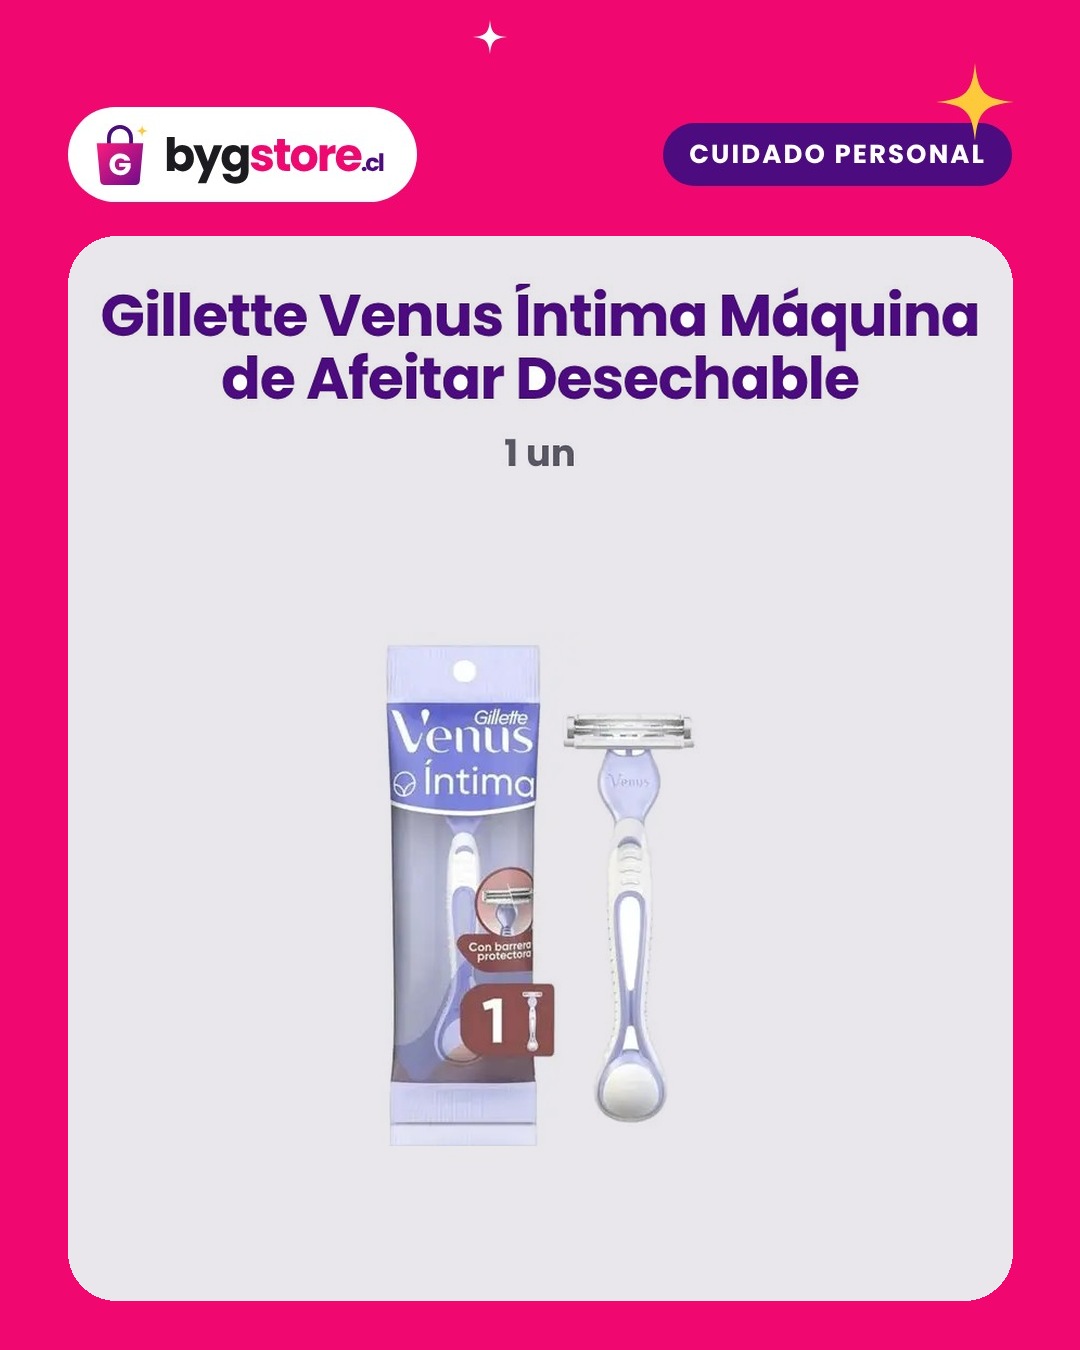 G
bygstore.cl
CUIDADO PERSONAL
Gillette Venus Íntima Máquina
de Afeitar Desechable
1 un
Gillette
Venus
Íntima
Con barrera
protectora
1
Venus